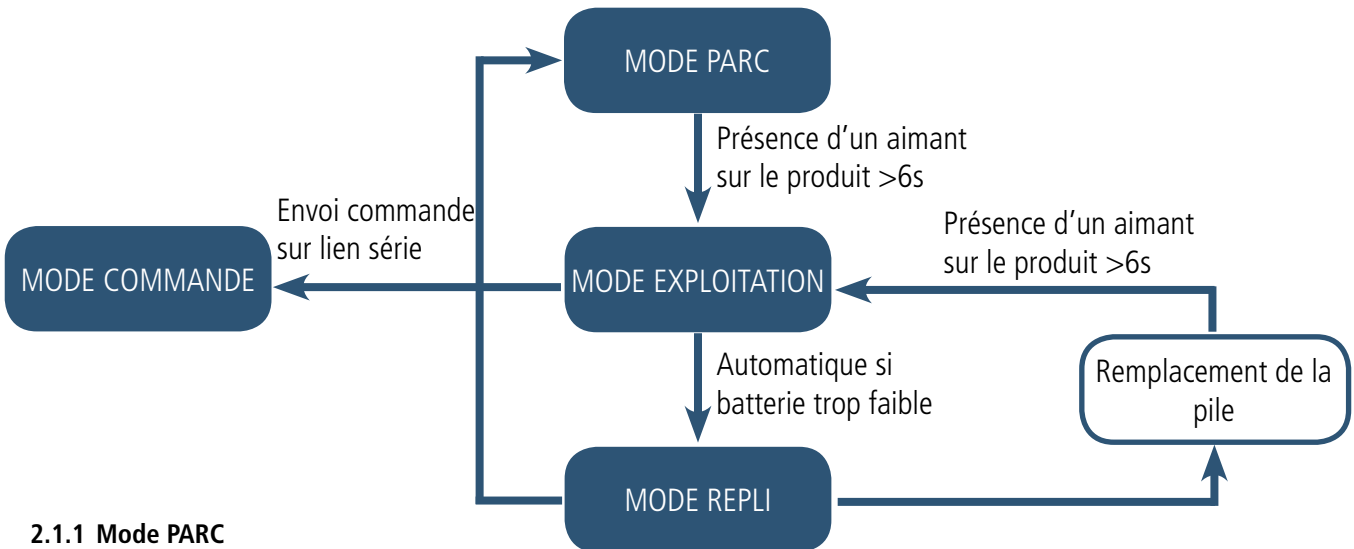 MODE PARC
Présence d'un aimant
sur le produit >6s
Envoi commande
sur lien série
Présence d'un aimant
sur le produit >6s
MODE COMMANDE
MODE EXPLOITATION
Automatique si
batterie trop faible
Remplacement de la
pile
MODE REPLI
2.1.1 Mode PARC